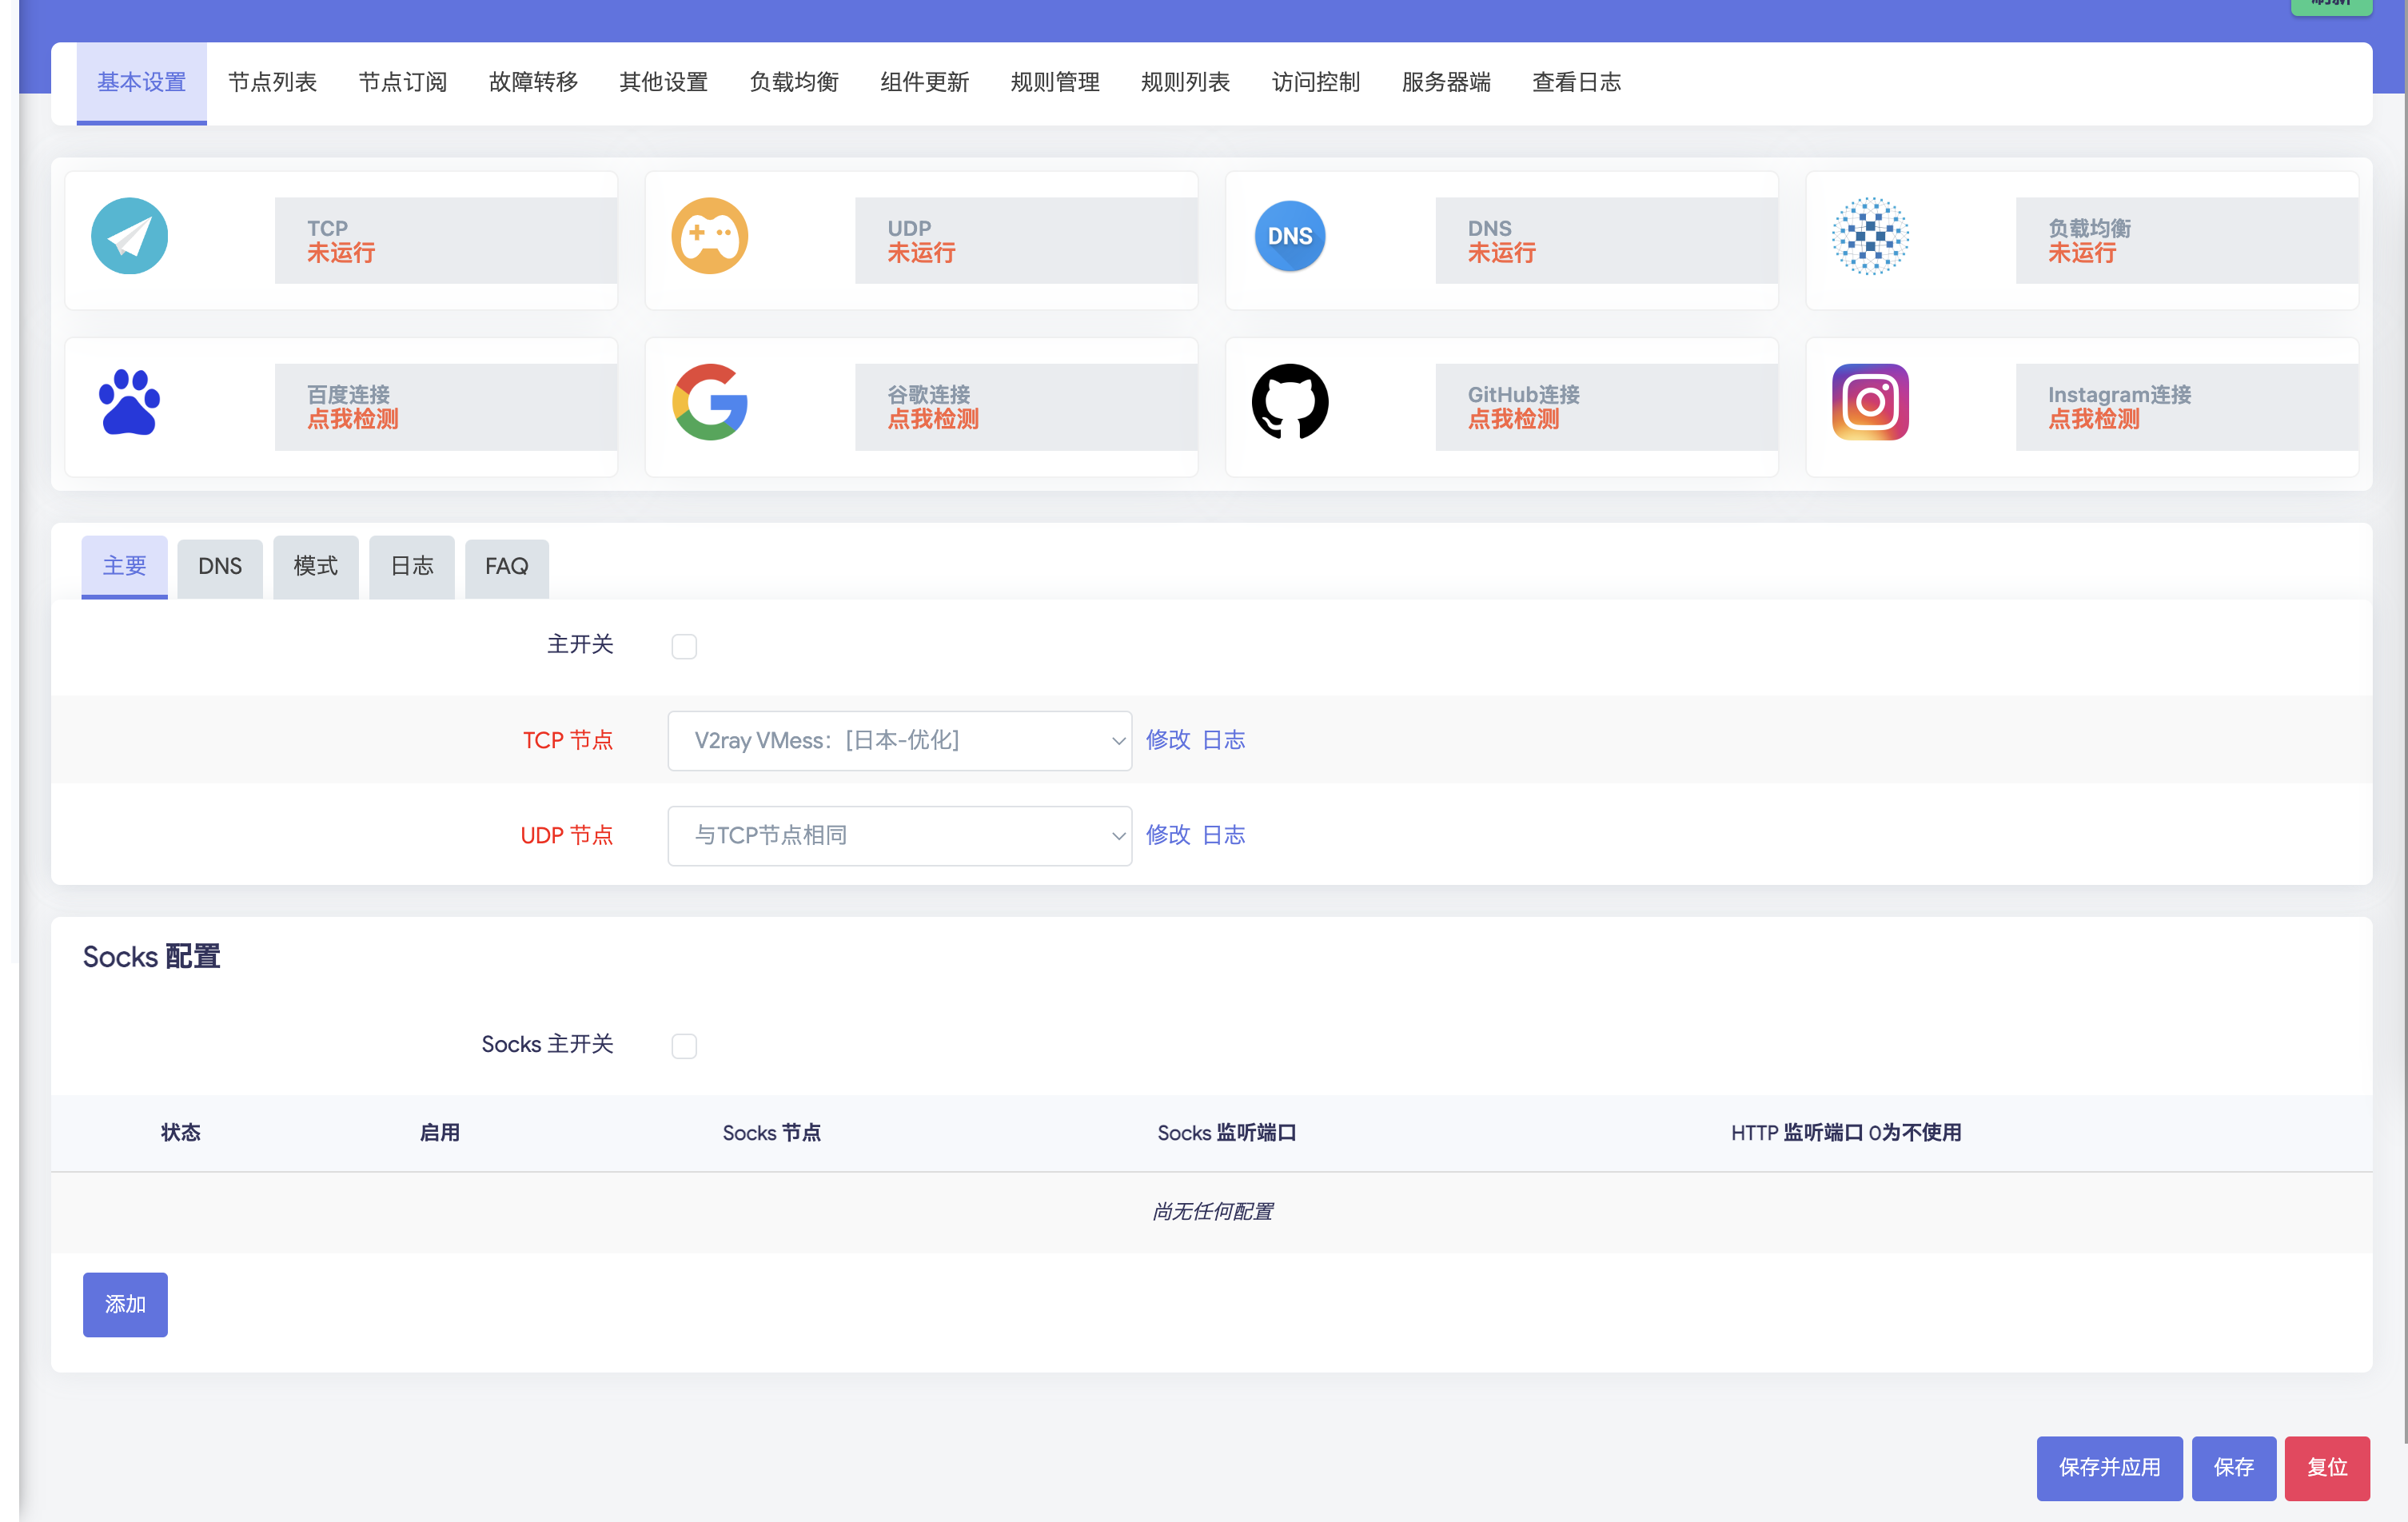 基本设置 节点列表 节点订阅 故障转移 其他设置 负载均衡 组件更新 规则管理 规则列表 访问控制 服务器端 查看日志
TCP
未运行
UDP
未运行
DNS
DNS
未运行
负载均衡
未运行
百度连接
点我检测
谷歌连接
点我检测
GitHub连接
点我检测
Instagram连接
点我检测
主要 DNS 模式 日志 FAQ
主开关
TCP 节点 V2ray VMess：[日本-优化] 修改 日志
UDP 节点 与TCP节点相同 修改 日志
Socks 配置
Socks 主开关
状态 启用 Socks 节点 Socks 监听端口 HTTP 监听端口 0为不使用
尚无任何配置
添加
保存并应用 保存 复位